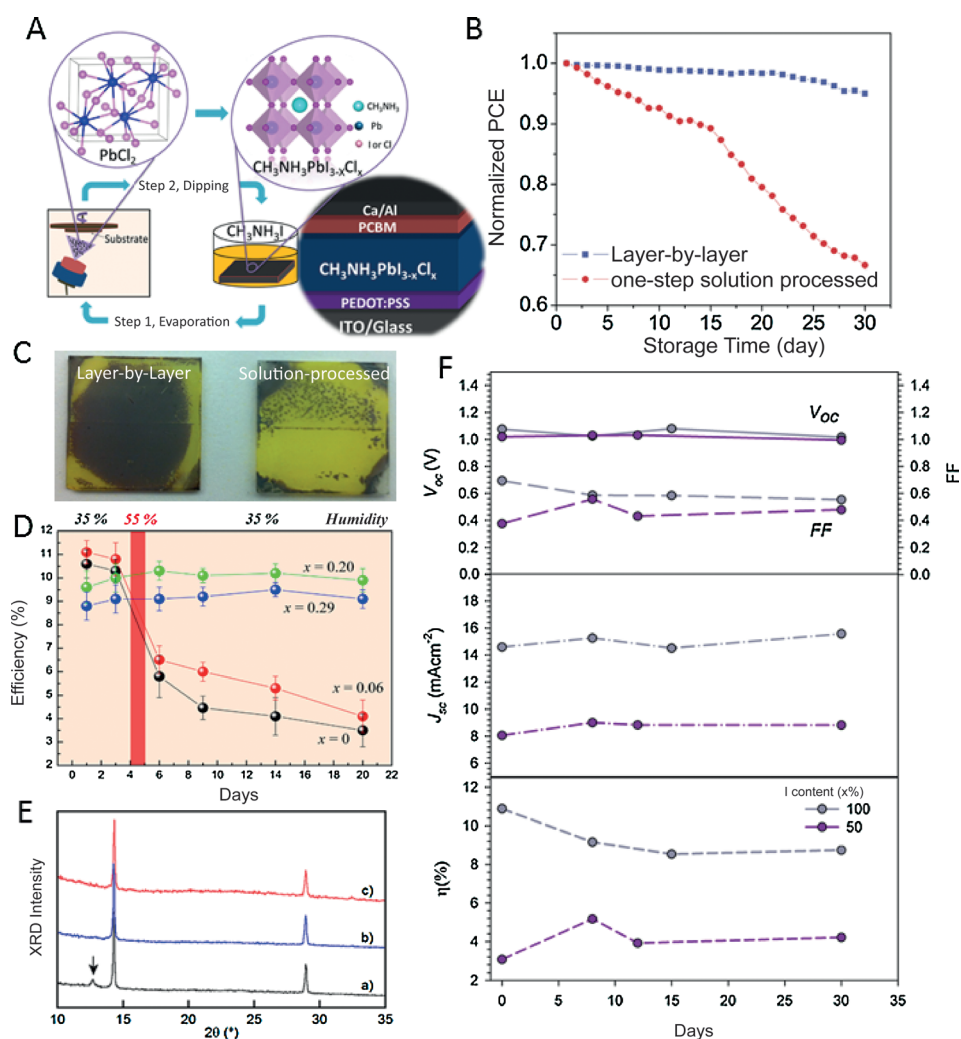 A
PbCl2
CH3NH3
Pb
I or Cl
CH3NH3PbI3-XClx
Step 2, Dipping
Substrate
CH3NH3I
Step 1, Evaporation
Ca/Al
PCBM
CH3NH3PbI3-xClx
PEDOT:PSS
ITO/Glass
B
Normalized PCE
1.0
0.9
0.8
0.7
0.6
Layer-by-layer
one-step solution processed
0 5 10 15 20 25 30
Storage Time (day)
C
Layer-by-Layer
Solution-processed
D
35 % 55 % 35 % Humidity
Efficiency (%)
12
11
10
9
8
7
6
5
4
3
2
x = 0.20
x = 0.29
x = 0.06
x = 0
0 2 4 6 8 10 12 14 16 18 20 22
Days
E
XRD Intensity
c)
b)
a)
10 15 20 25 30 35
2θ (°)
F
Voc (V)
1.4
1.2
1.0
0.8
0.6
0.4
0.2
0.0
VOC
FF
1.4
1.2
1.0
0.8
0.6
0.4
0.2
0.0
FF
Jsc (mAcm-2)
16
14
12
10
8
6
η(%)
12
10
8
6
4
2
I content (x%)
100
50
0 5 10 15 20 25 30 35
Days